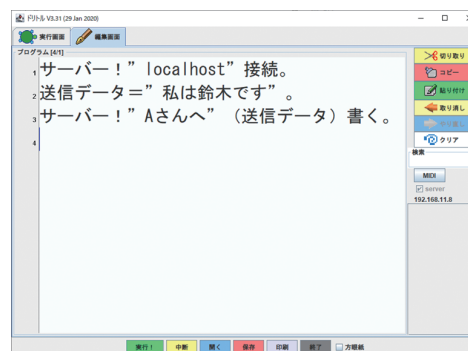 ドリトル V3.31 (29 Jan 2020)
実行画面 編集画面
プログラム [4/1]
1 サーバー!”localhost”接続。
2 送信データ=”私は鈴木です”。
3 サーバー!”Aさんへ”(送信データ)書く。
4
切り取り
コピー
貼り付け
取り消し
やり直し
クリア
検索
MIDI
server
192.168.11.8
実行! 中断 開く 保存 印刷 終了 方眼紙